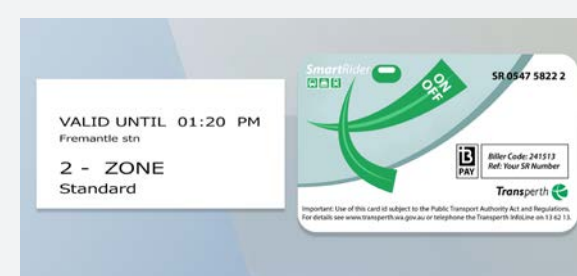 VALID UNTIL 01:20 PM
Fremantle stn
2 - ZONE
Standard
SmartRider
ON
OFF
SR 0547 5822 2
B
PAY
Biller Code: 241513
Ref: Your SR Number
Transperth
Important: Use of this card id subject to the Public Transport Authority Act and Regulations.
For details see www.transperth.wa.gov.au or telephone the Transperth InfoLine on 13 62 13.